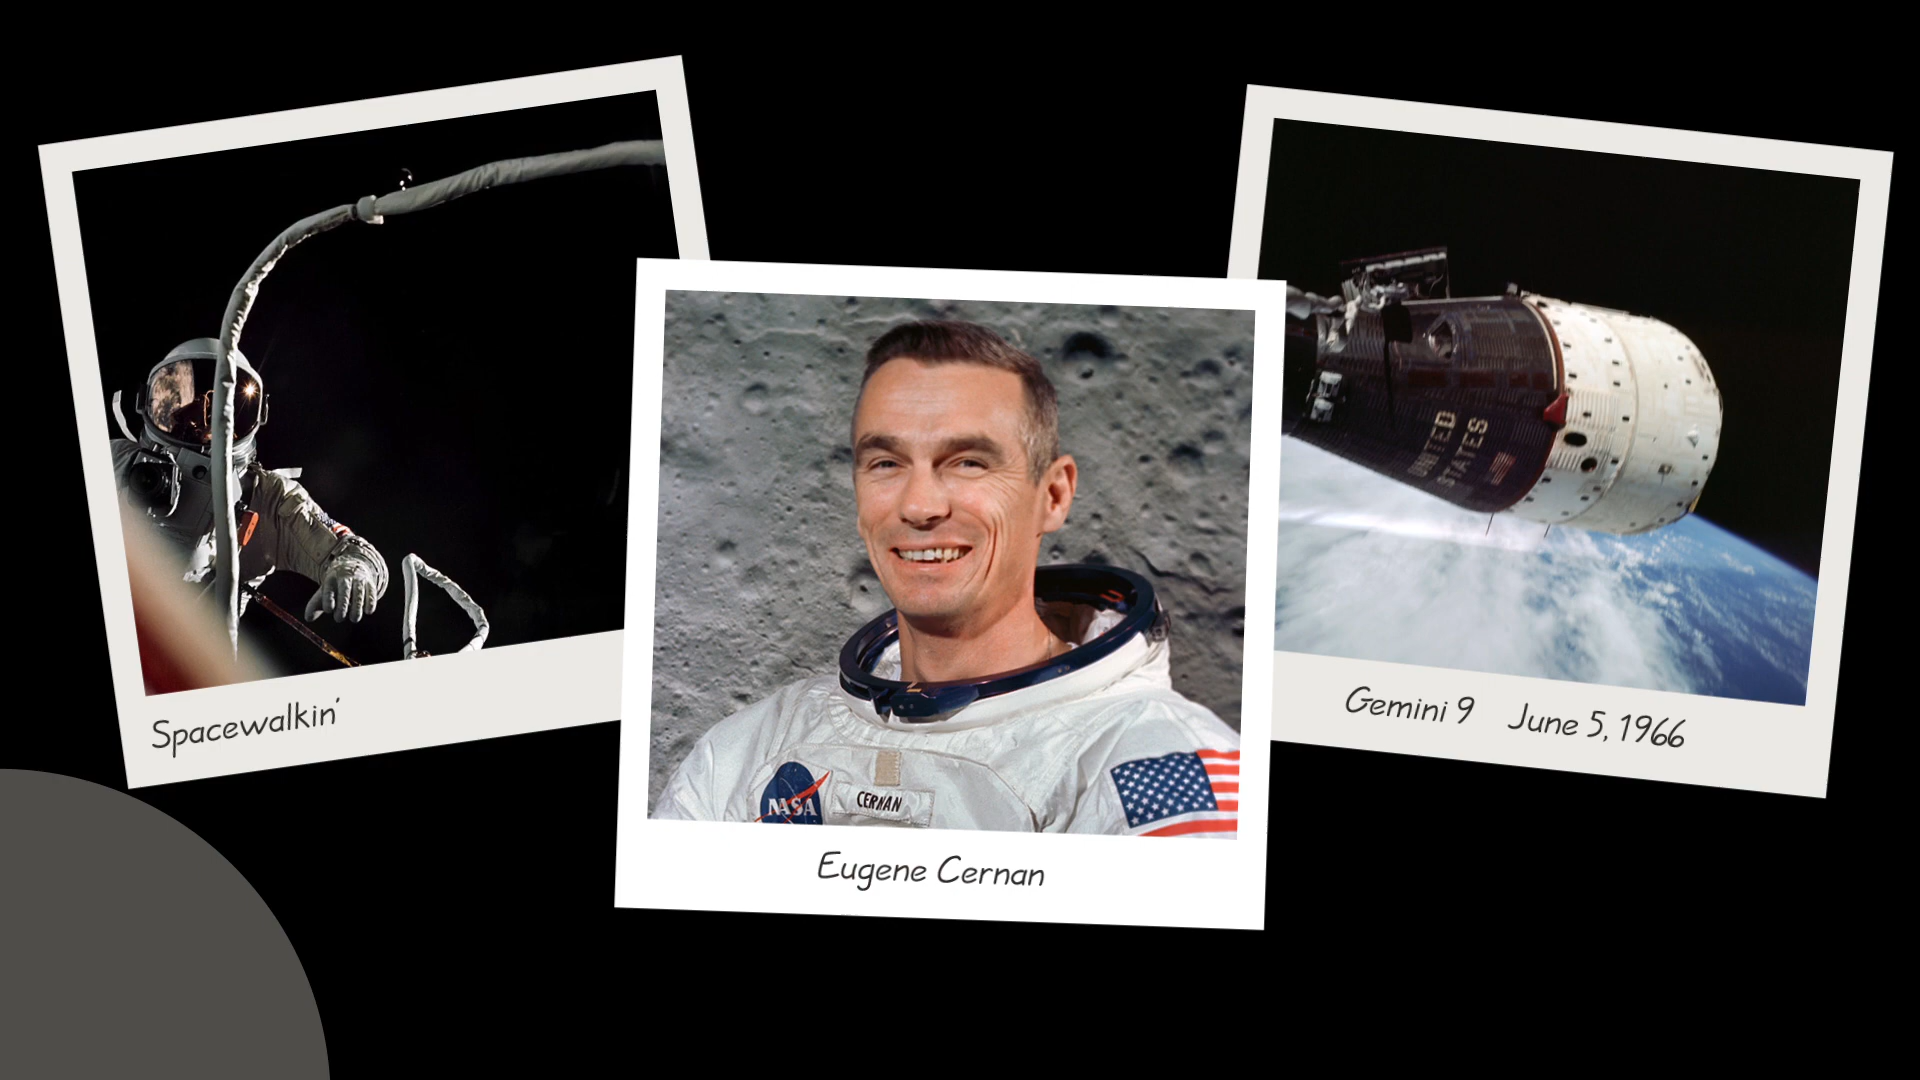 Spacewalkin'
UNITED
STATES
NASA
CERNAN
Eugene Cernan
Gemini 9 June 5, 1966